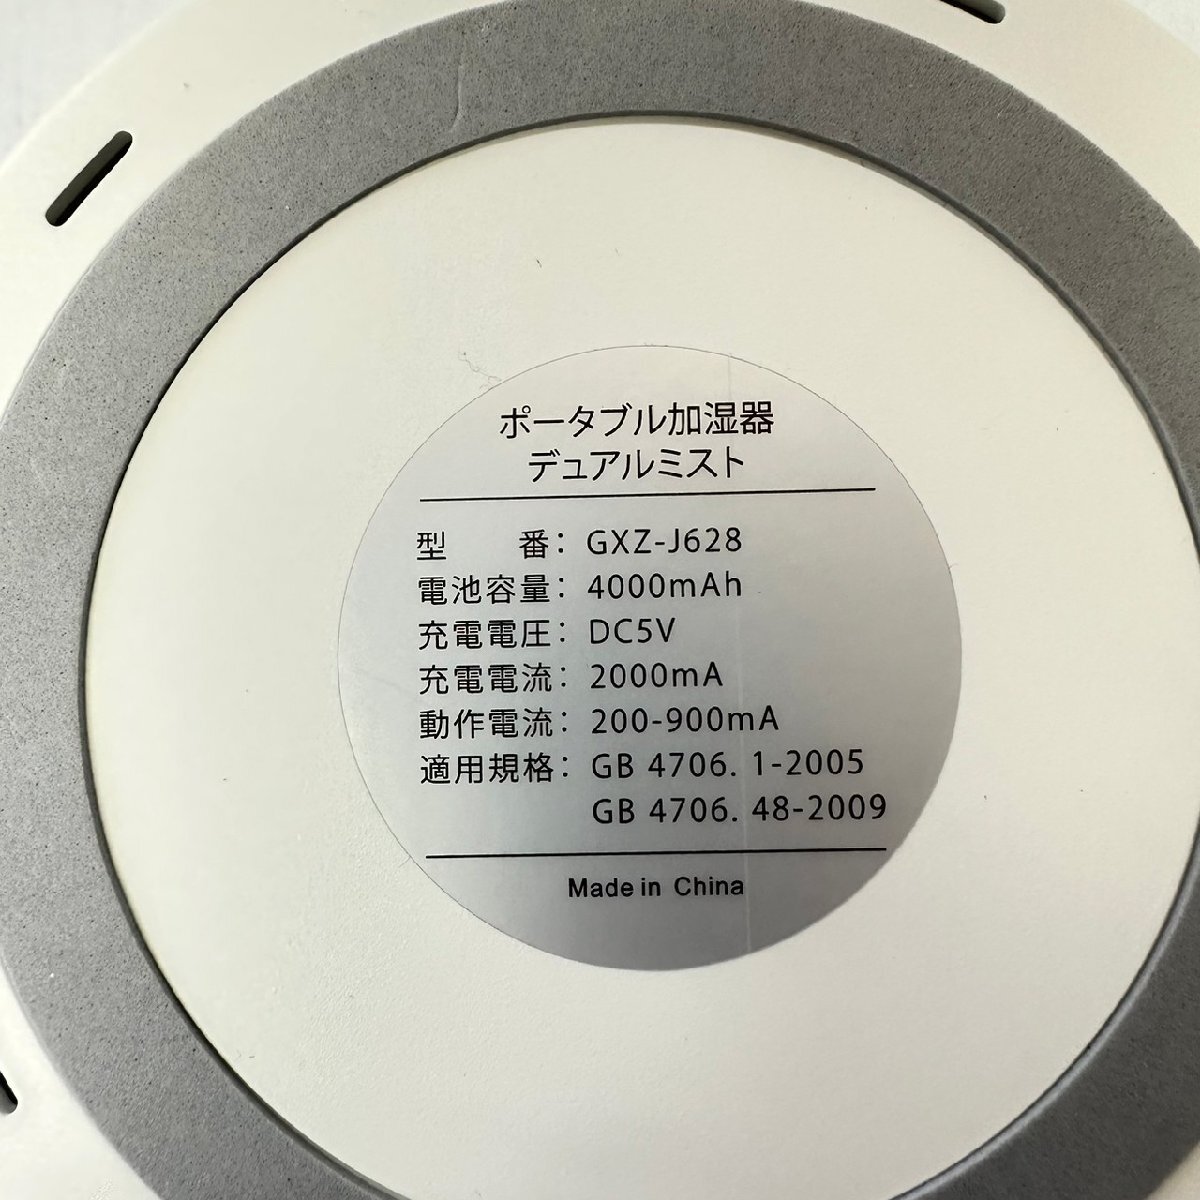 ポータブル加湿器
デュアルミスト
型　　番： GXZ-J628
電池容量： 4000mAh
充電電圧： DC5V
充電電流： 2000mA
動作電流： 200-900mA
適用規格： GB 4706. 1-2005
GB 4706. 48-2009
Made in China